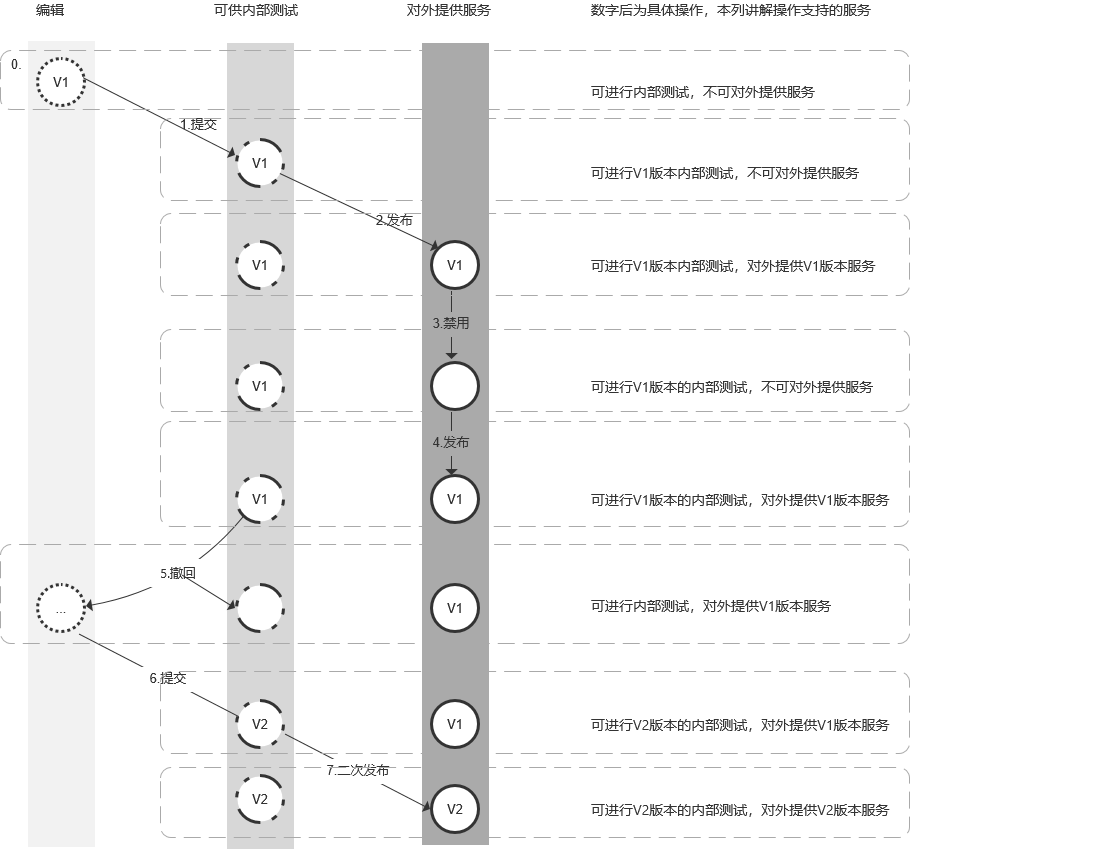 编辑
可供内部测试
对外提供服务
数字后为具体操作，本列讲解操作支持的服务
0.
V1
可进行内部测试，不可对外提供服务
1.提交
V1
可进行V1版本内部测试，不可对外提供服务
2.发布
V1
V1
可进行V1版本内部测试，对外提供V1版本服务
3.禁用
V1
可进行V1版本的内部测试，不可对外提供服务
4.发布
V1
V1
可进行V1版本的内部测试，对外提供V1版本服务
5.撤回
...
V1
可进行内部测试，对外提供V1版本服务
6.提交
V2
V1
可进行V2版本的内部测试，对外提供V1版本服务
7.二次发布
V2
V2
可进行V2版本的内部测试，对外提供V2版本服务